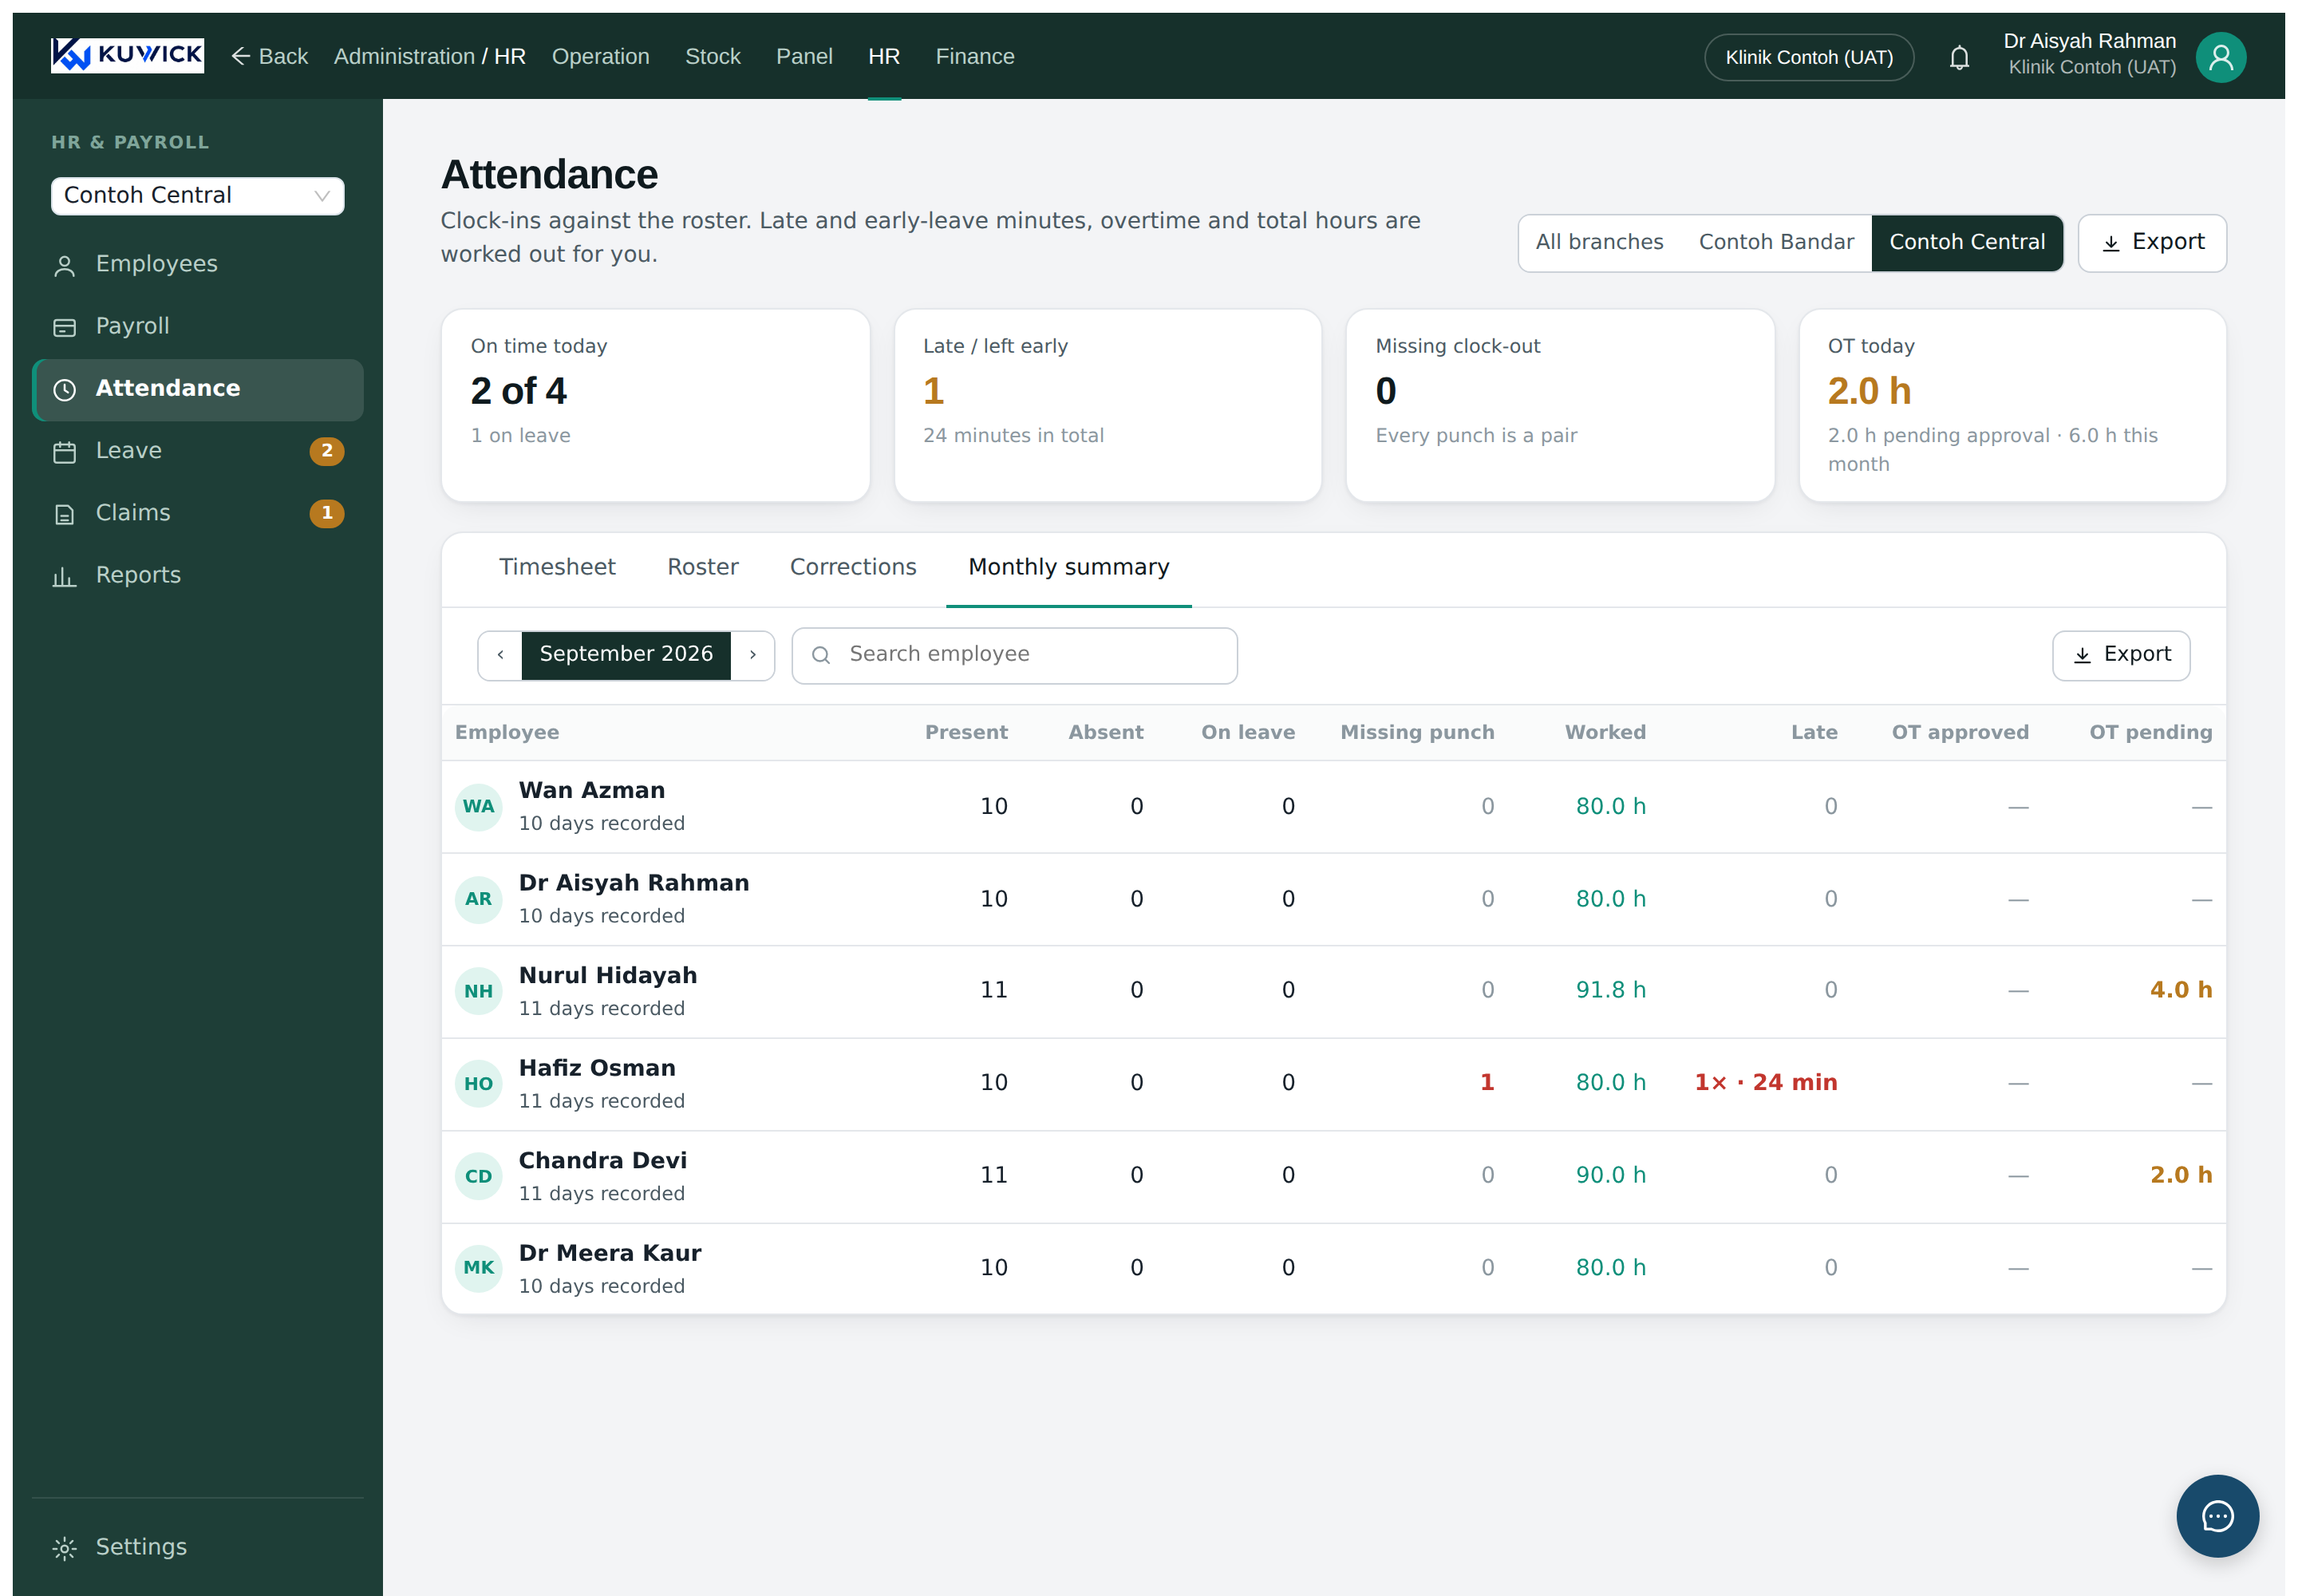 KUWICK
Back
Administration / HR
Operation
Stock
Panel
HR
Finance
Klinik Contoh (UAT)
Dr Aisyah Rahman
Klinik Contoh (UAT)
HR & PAYROLL
Contoh Central
Employees
Payroll
Attendance
Leave 2
Claims 1
Reports
Settings
Attendance
Clock-ins against the roster. Late and early-leave minutes, overtime and total hours are
worked out for you.
All branches
Contoh Bandar
Contoh Central
Export
On time today
2 of 4
1 on leave
Late / left early
1
24 minutes in total
Missing clock-out
0
Every punch is a pair
OT today
2.0 h
2.0 h pending approval · 6.0 h this
month
Timesheet
Roster
Corrections
Monthly summary
‹ September 2026 ›
Search employee
Export
Employee Present Absent On leave Missing punch Worked Late OT approved OT pending
WA Wan Azman 10 0 0 0 80.0 h 0 — —
10 days recorded
AR Dr Aisyah Rahman 10 0 0 0 80.0 h 0 — —
10 days recorded
NH Nurul Hidayah 11 0 0 0 91.8 h 0 — 4.0 h
11 days recorded
HO Hafiz Osman 10 0 0 1 80.0 h 1× · 24 min — —
11 days recorded
CD Chandra Devi 11 0 0 0 90.0 h 0 — 2.0 h
11 days recorded
MK Dr Meera Kaur 10 0 0 0 80.0 h 0 — —
10 days recorded